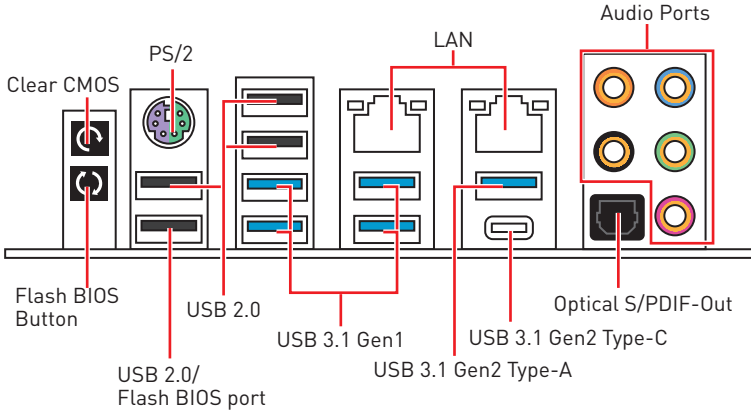 Audio Ports
LAN
PS/2
Clear CMOS
Flash BIOS
Button
USB 2.0
Optical S/PDIF-Out
USB 3.1 Gen1
USB 3.1 Gen2 Type-C
USB 3.1 Gen2 Type-A
USB 2.0/
Flash BIOS port